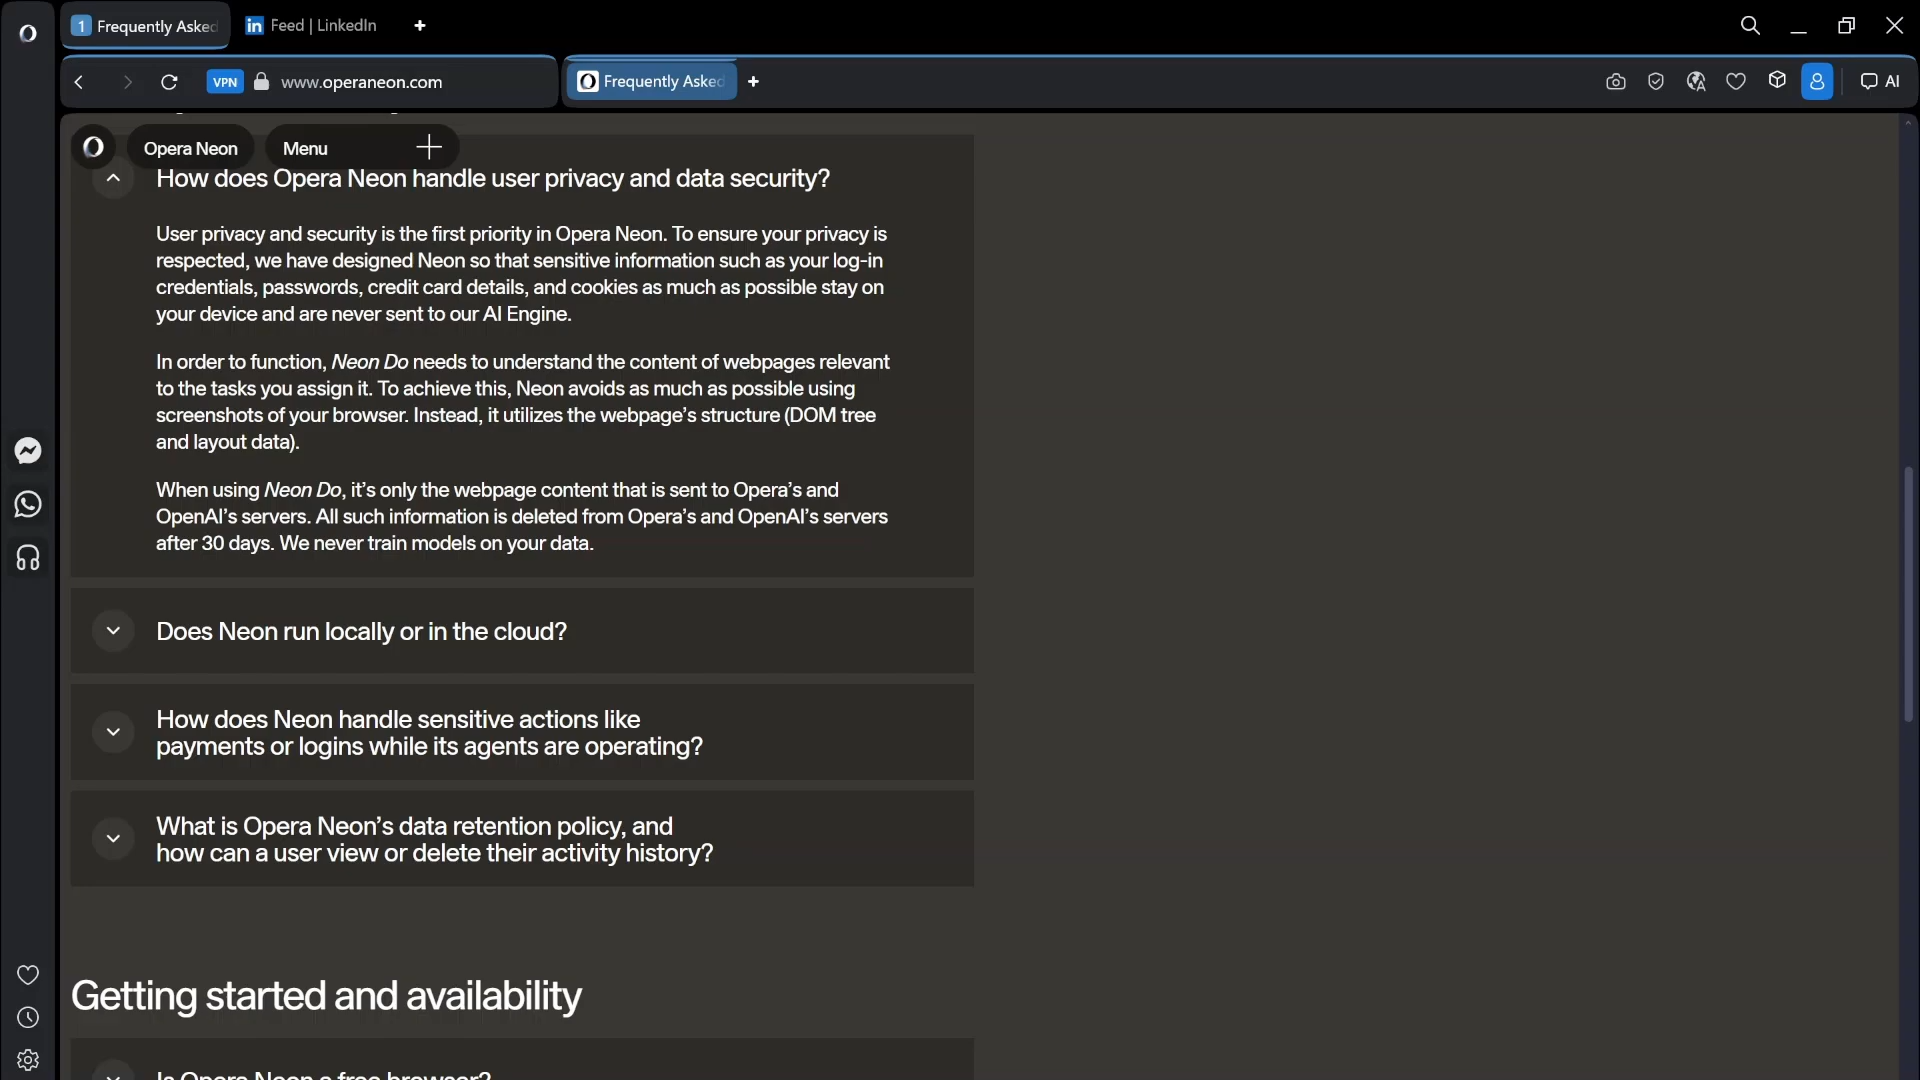 1 Frequently Asked
in Feed | LinkedIn
VPN www.operaneon.com
Frequently Asked
AI
Opera Neon
Menu
How does Opera Neon handle user privacy and data security?
User privacy and security is the first priority in Opera Neon. To ensure your privacy is
respected, we have designed Neon so that sensitive information such as your log-in
credentials, passwords, credit card details, and cookies as much as possible stay on
your device and are never sent to our AI Engine.
In order to function, Neon Do needs to understand the content of webpages relevant
to the tasks you assign it. To achieve this, Neon avoids as much as possible using
screenshots of your browser. Instead, it utilizes the webpage’s structure (DOM tree
and layout data).
When using Neon Do, it’s only the webpage content that is sent to Opera’s and
OpenAI’s servers. All such information is deleted from Opera’s and OpenAI’s servers
after 30 days. We never train models on your data.
Does Neon run locally or in the cloud?
How does Neon handle sensitive actions like
payments or logins while its agents are operating?
What is Opera Neon’s data retention policy, and
how can a user view or delete their activity history?
Getting started and availability
Is Opera Neon a free browser?